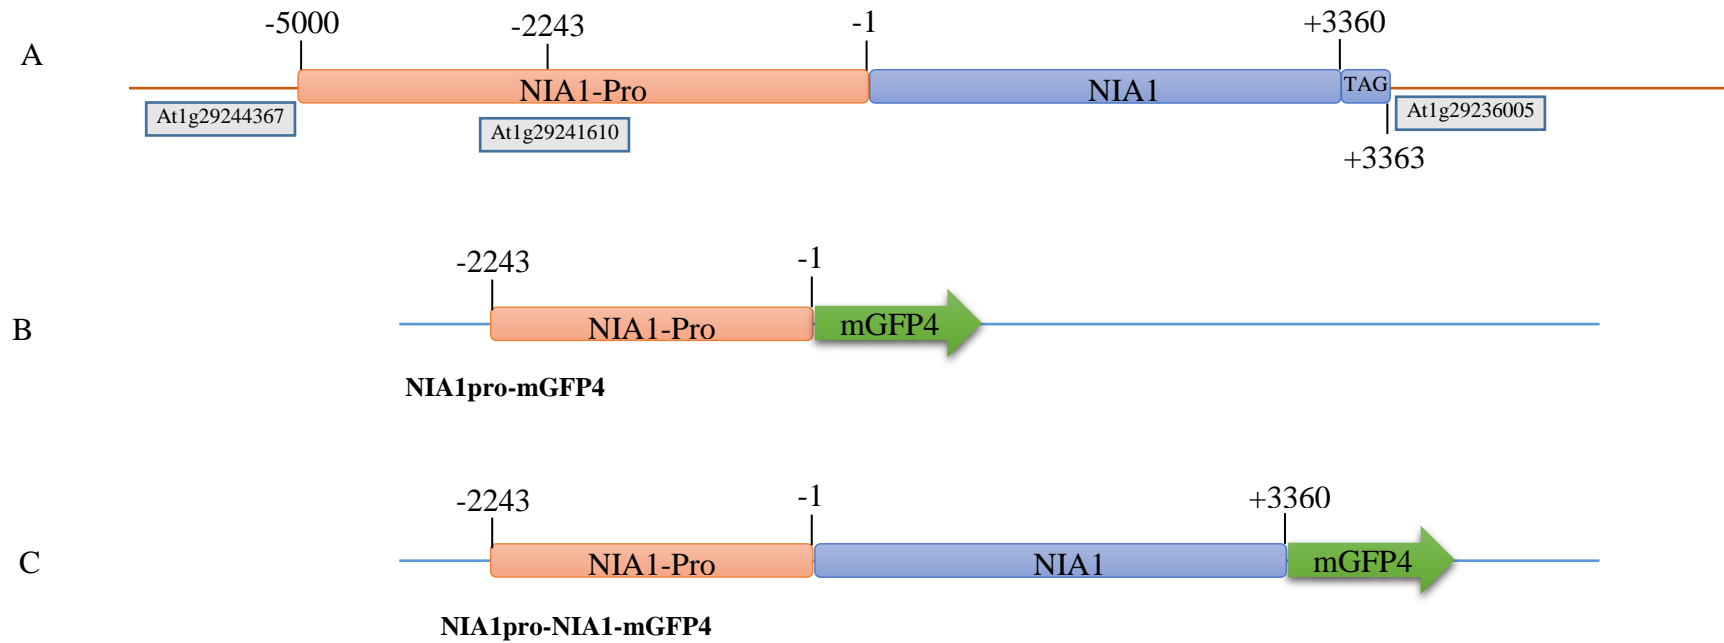 -5000
-2243
-1
+3360
A
NIA1-Pro
NIA1
TAG
At1g29244367
At1g29241610
At1g29236005
+3363
-2243
-1
B
NIA1-Pro
mGFP4
NIA1pro-mGFP4
-2243
-1
+3360
C
NIA1-Pro
NIA1
mGFP4
NIA1pro-NIA1-mGFP4